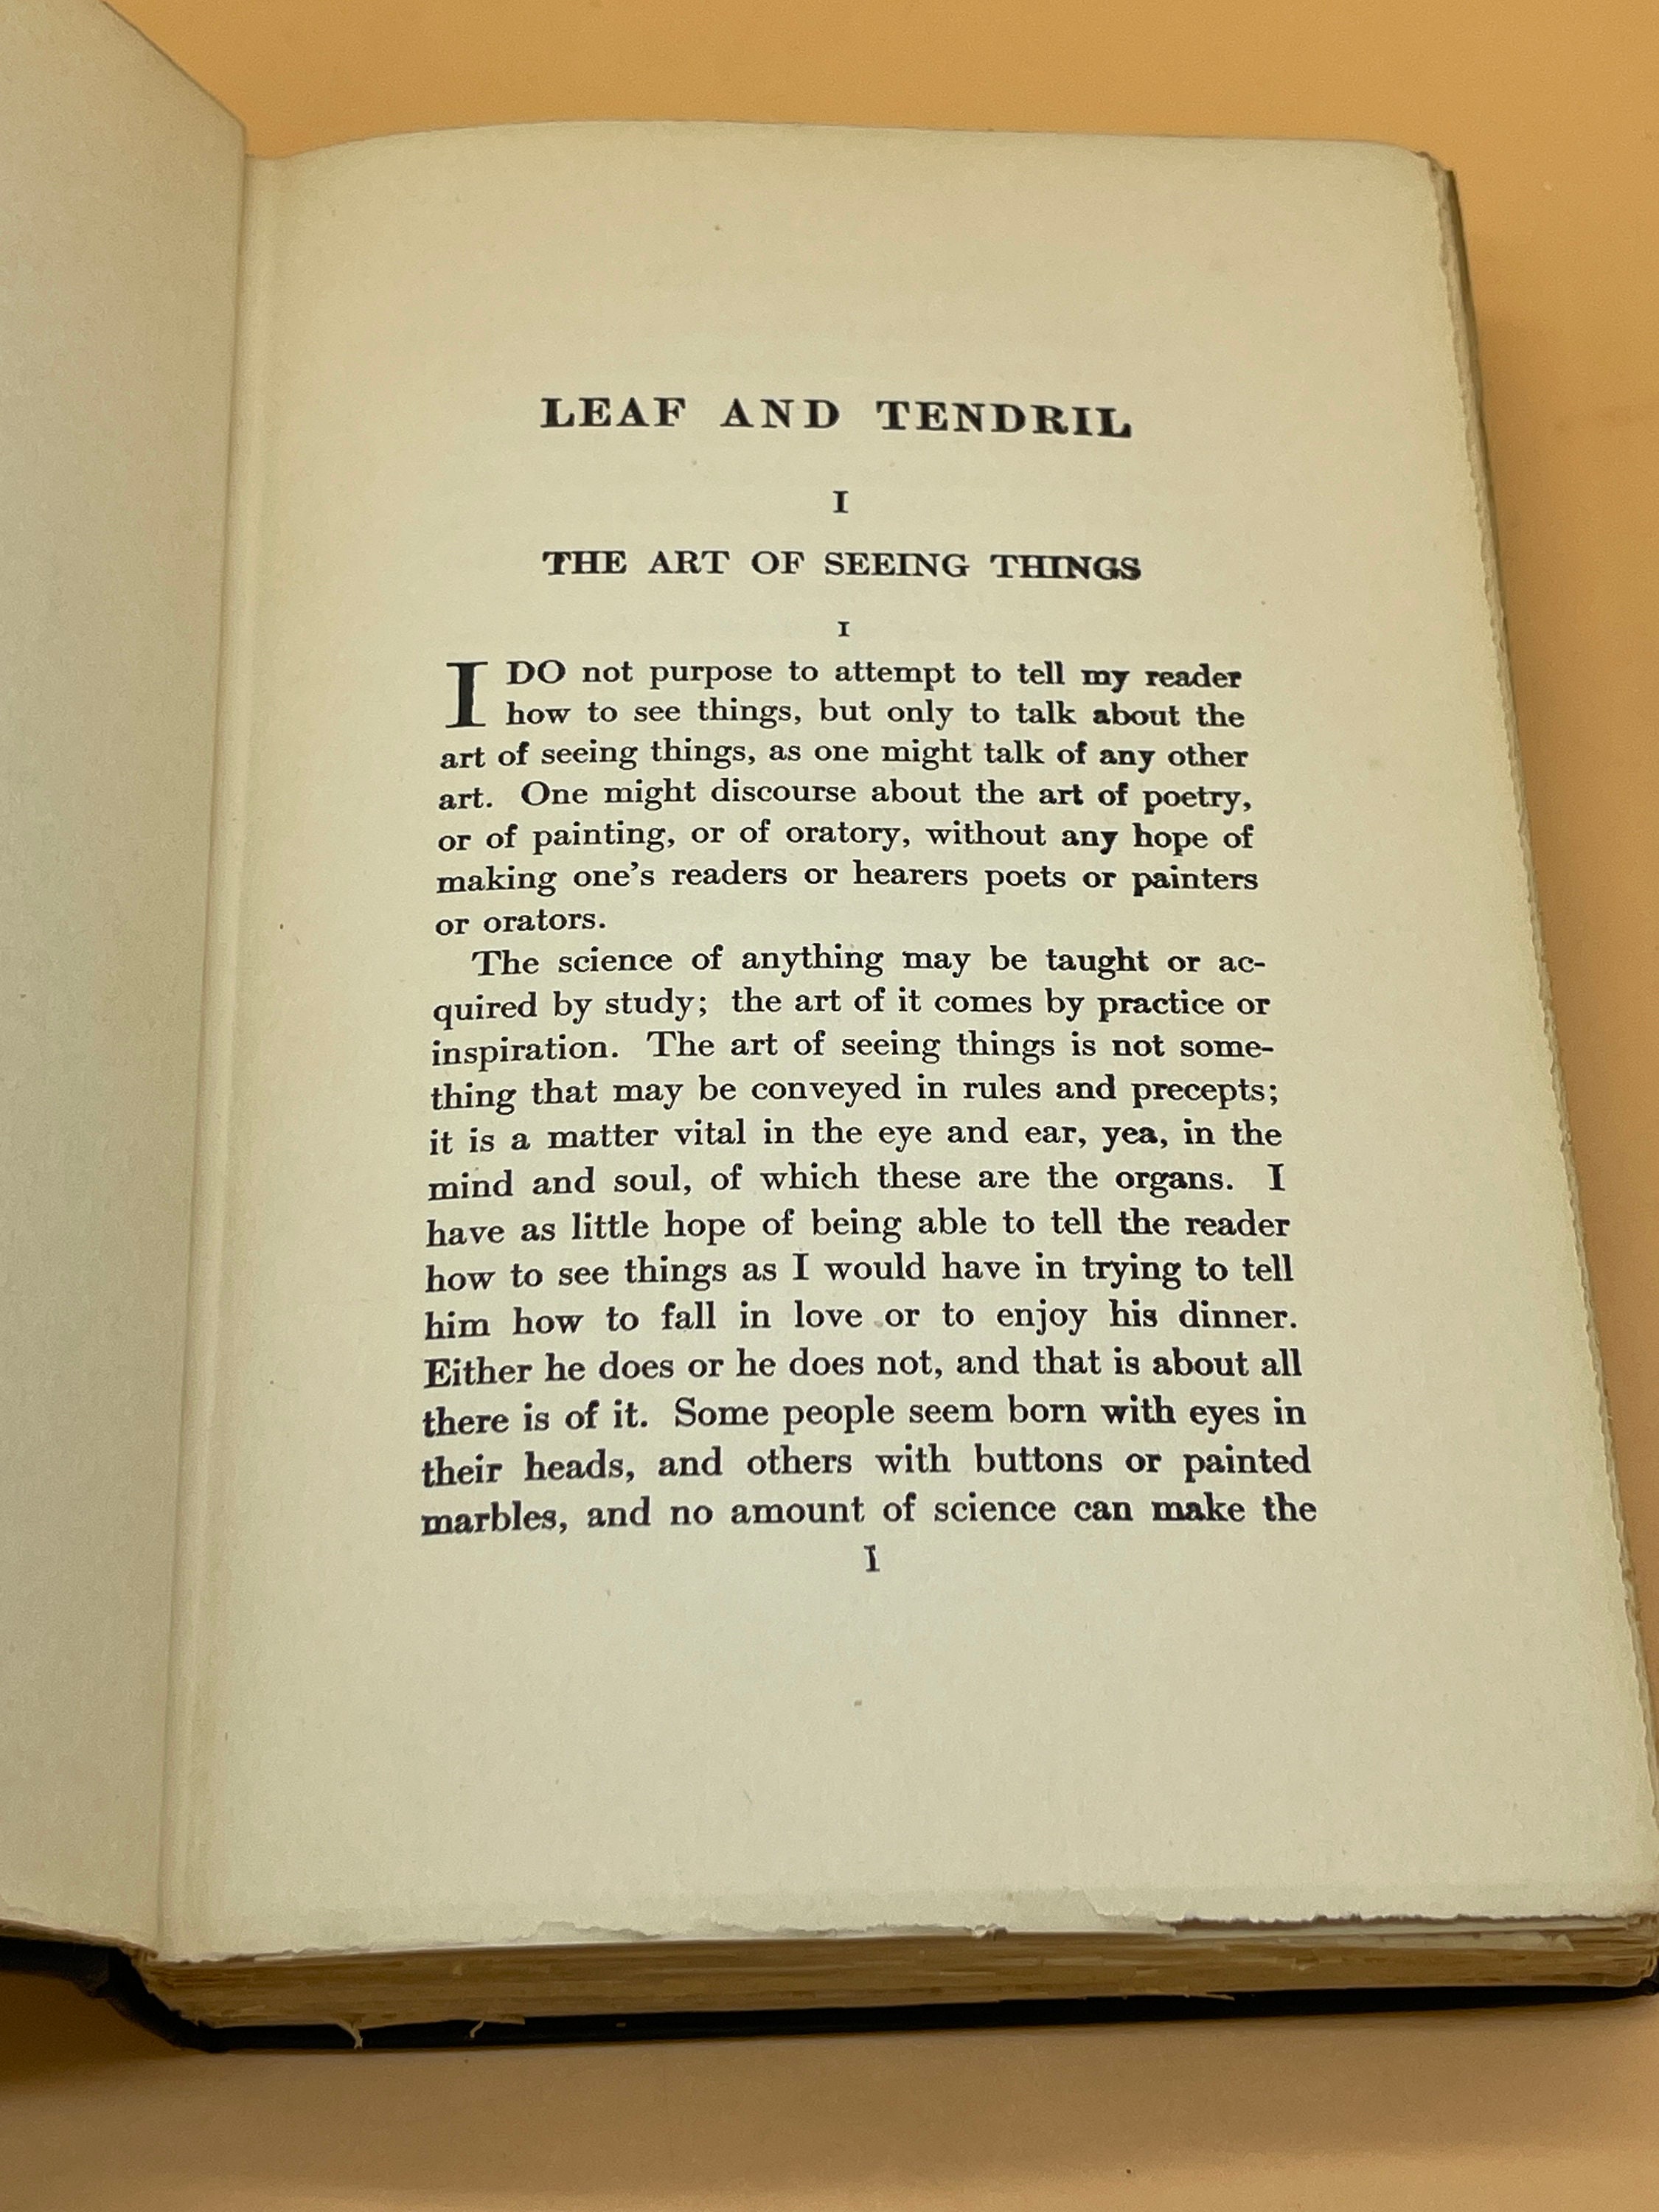 LEAF AND TENDRIL
I
THE ART OF SEEING THINGS
I
I DO not purpose to attempt to tell my reader
how to see things, but only to talk about the
art of seeing things, as one might talk of any other
art. One might discourse about the art of poetry,
or of painting, or of oratory, without any hope of
making one's readers or hearers poets or painters
or orators.
The science of anything may be taught or ac-
quired by study; the art of it comes by practice or
inspiration. The art of seeing things is not some-
thing that may be conveyed in rules and precepts;
it is a matter vital in the eye and ear, yea, in the
mind and soul, of which these are the organs. I
have as little hope of being able to tell the reader
how to see things as I would have in trying to tell
him how to fall in love or to enjoy his dinner.
Either he does or he does not, and that is about all
there is of it. Some people seem born with eyes in
their heads, and others with buttons or painted
marbles, and no amount of science can make the
1